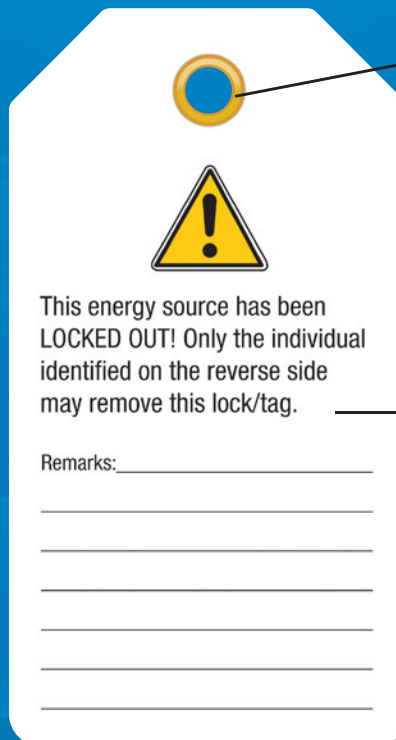 This energy source has been
LOCKED OUT! Only the individual
identified on the reverse side
may remove this lock/tag.
Remarks: